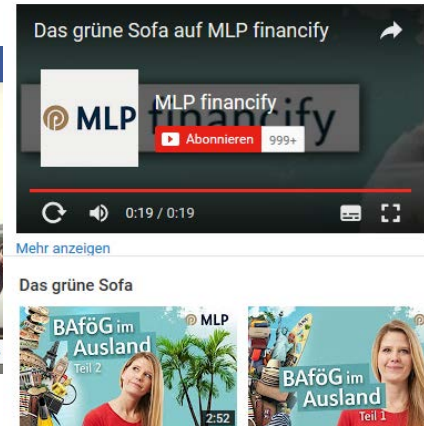 Das grüne Sofa auf MLP financify
MLP
MLP financify
financify
Abonnieren 999+
0:19 / 0:19
Mehr anzeigen
Das grüne Sofa
BAföG im
Ausland
Teil 2
MLP
2:52
BAföG im
Ausland
Teil 1